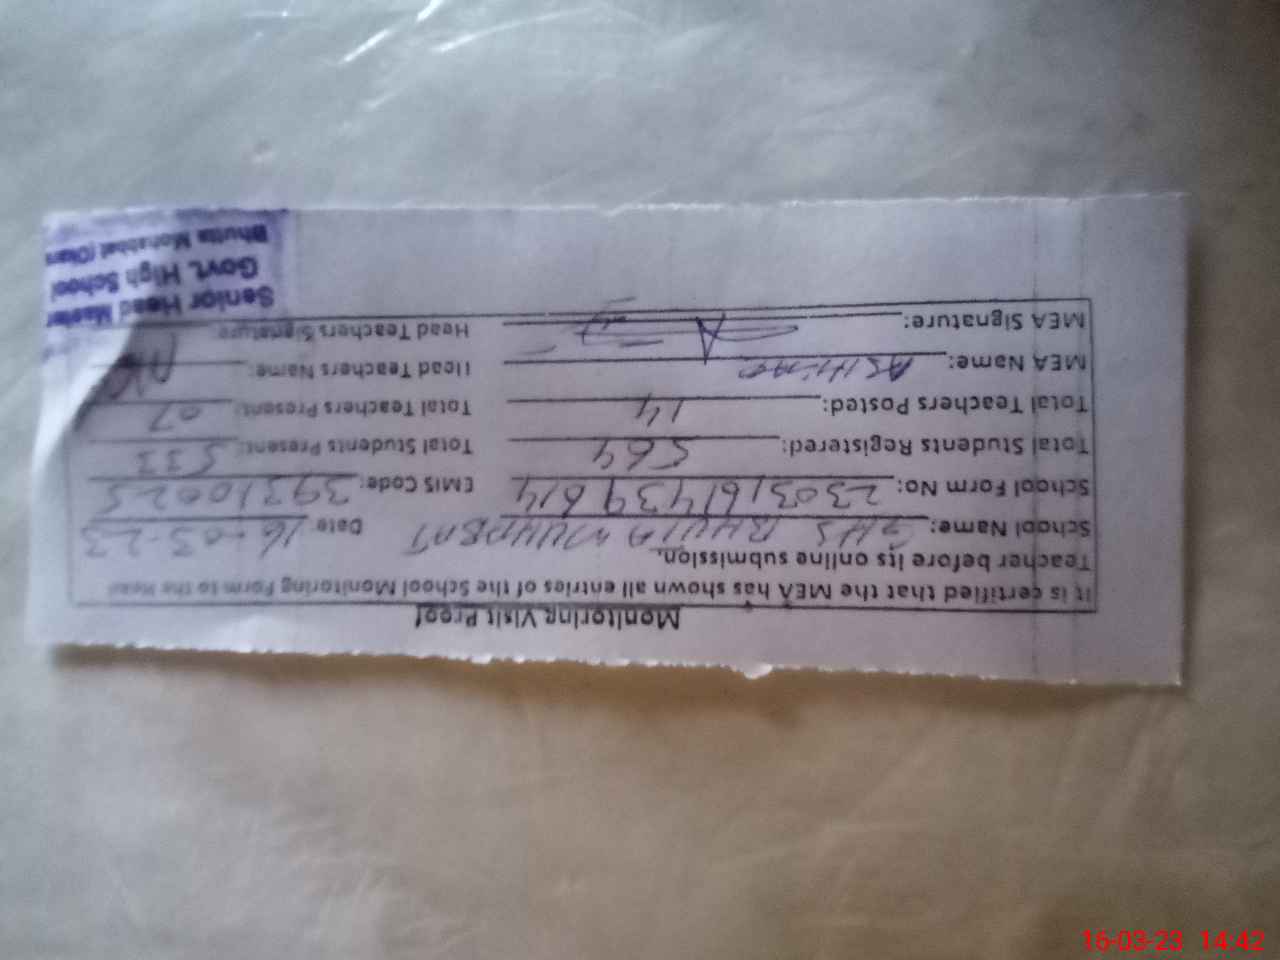 Monitoring Visit Proof
It is certified that the MEA has shown all entries of the School Monitoring Form to the Head
Teacher before its online submission.
School Name: GHS BHUTTA MUHABBAT Date 16-03-23
School Form No: 2303161439614 EMIS Code: 39310025
Total Students Registered: 564 Total Students Present: 533
Total Teachers Posted: 14 Total Teachers Present: 07
MEA Name: Head Teachers Name:
MEA Signature: Head Teachers Signature
Senior Head Master
Govt. High School
Bhutta Mohabbat (Okara
16-03-23 14:42